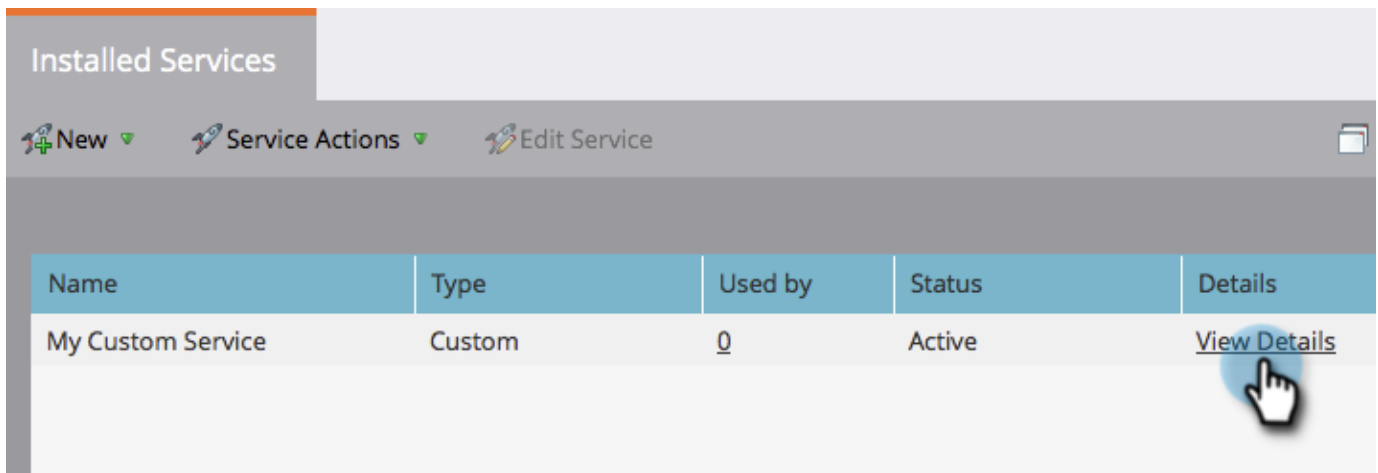 Installed Services
New Service Actions Edit Service
Name Type Used by Status Details
My Custom Service Custom 0 Active View Details